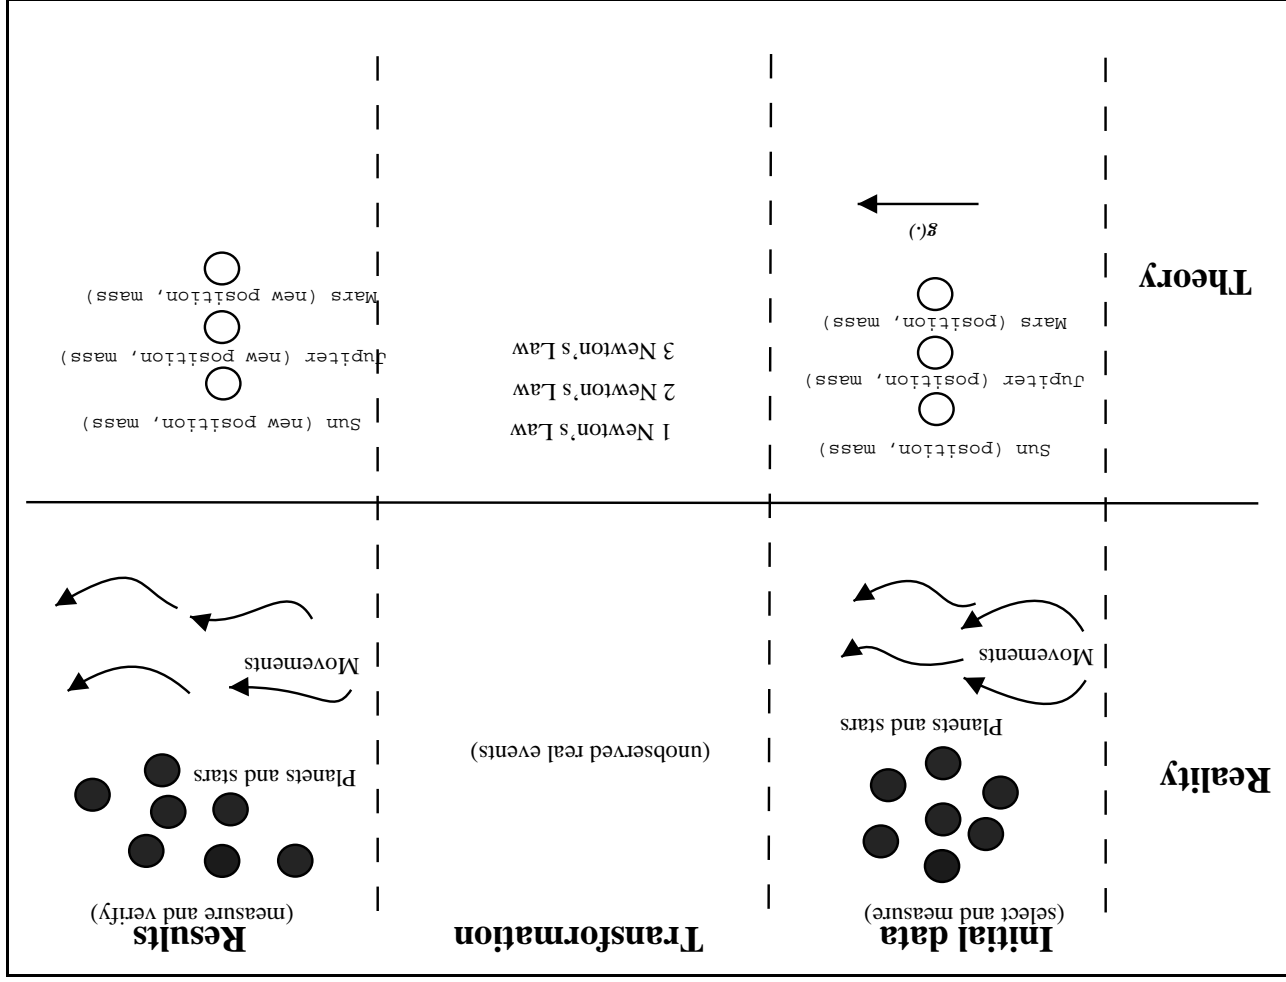 Initial data
(select and measure)
Transformation
Results
(measure and verify)
Reality
Planets and stars
Movements
(unobserved real events)
Planets and stars
Movements
Theory
Sun (position, mass)
Jupiter (position, mass)
Mars (position, mass)
g(.)
1 Newton's Law
2 Newton's Law
3 Newton's Law
Sun (new position, mass)
Jupiter (new position, mass)
Mars (new position, mass)